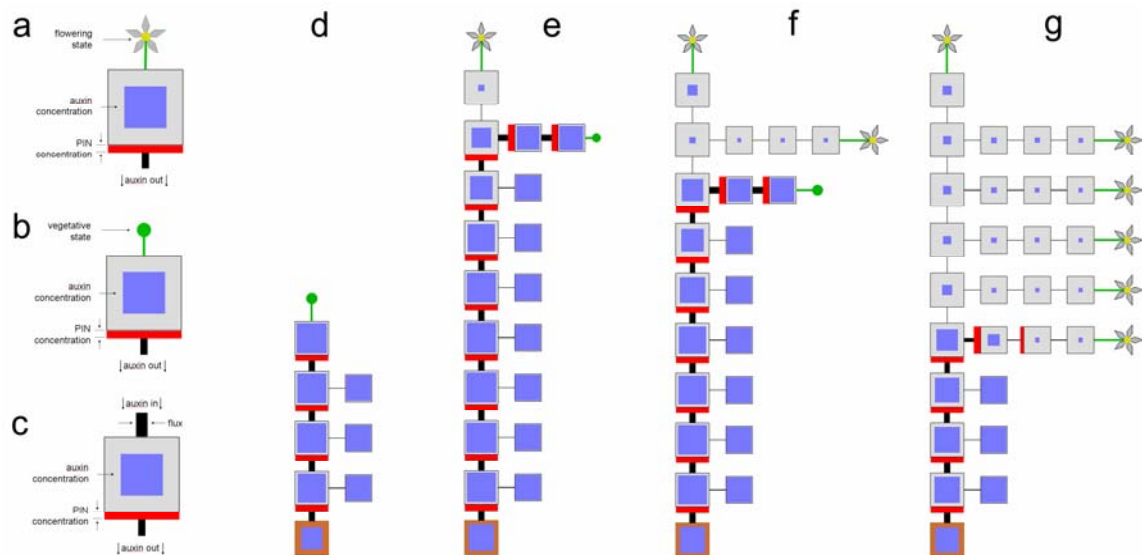 a
flowering
state
auxin
concentration
PIN
concentration
↓auxin out↓
b
vegetative
state
auxin
concentration
PIN
concentration
↓auxin out↓
c
↓auxin in↓
flux
auxin
concentration
PIN
concentration
↓auxin out↓
d
e
f
g